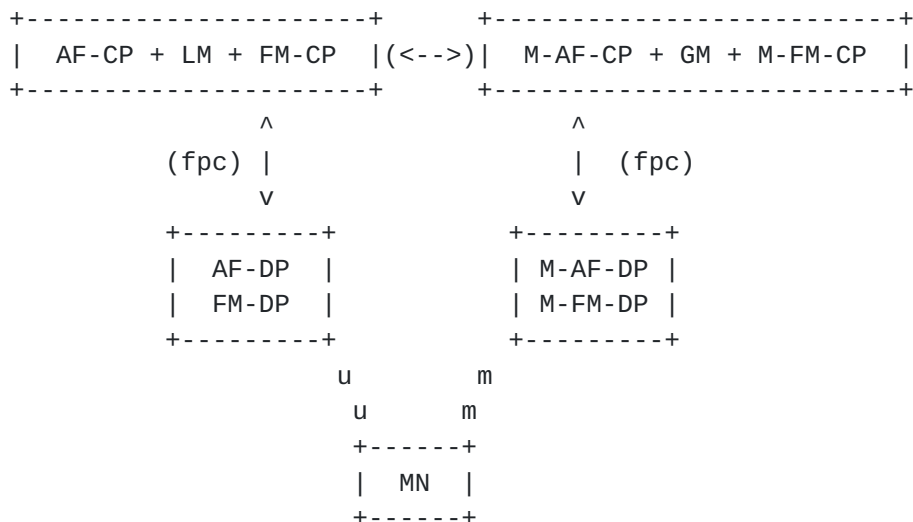 +----------------------+      +--------------------------+
|  AF-CP + LM + FM-CP  |(<-->)|  M-AF-CP + GM + M-FM-CP  |
+----------------------+      +--------------------------+
                ^                   ^
          (fpc) |                   |  (fpc)
                v                   v
          +---------+           +---------+
          |  AF-DP  |           | M-AF-DP |
          |  FM-DP  |           | M-FM-DP |
          +---------+           +---------+
                     u        m
                      u      m
                      +------+
                      |  MN  |
                      +------+